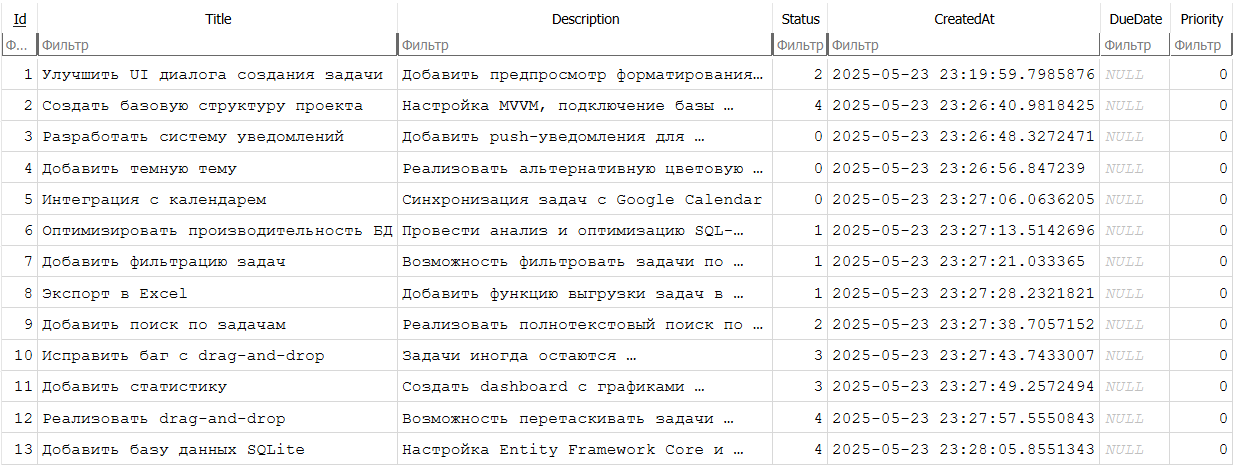 Id Title Description Status CreatedAt DueDate Priority
Ф... Фильтр Фильтр Фильтр Фильтр Фильтр Фильтр
1 Улучшить UI диалога создания задачи Добавить предпросмотр форматирования… 2 2025-05-23 23:19:59.7985876 NULL 0
2 Создать базовую структуру проекта Настройка MVVM, подключение базы … 4 2025-05-23 23:26:40.9818425 NULL 0
3 Разработать систему уведомлений Добавить push-уведомления для … 0 2025-05-23 23:26:48.3272471 NULL 0
4 Добавить темную тему Реализовать альтернативную цветовую … 0 2025-05-23 23:26:56.847239 NULL 0
5 Интеграция с календарем Синхронизация задач с Google Calendar 0 2025-05-23 23:27:06.0636205 NULL 0
6 Оптимизировать производительность БД Провести анализ и оптимизацию SQL-… 1 2025-05-23 23:27:13.5142696 NULL 0
7 Добавить фильтрацию задач Возможность фильтровать задачи по … 1 2025-05-23 23:27:21.033365 NULL 0
8 Экспорт в Excel Добавить функцию выгрузки задач в … 1 2025-05-23 23:27:28.2321821 NULL 0
9 Добавить поиск по задачам Реализовать полнотекстовый поиск по … 2 2025-05-23 23:27:38.7057152 NULL 0
10 Исправить баг с drag-and-drop Задачи иногда остаются … 3 2025-05-23 23:27:43.7433007 NULL 0
11 Добавить статистику Создать dashboard с графиками … 3 2025-05-23 23:27:49.2572494 NULL 0
12 Реализовать drag-and-drop Возможность перетаскивать задачи … 4 2025-05-23 23:27:57.5550843 NULL 0
13 Добавить базу данных SQLite Настройка Entity Framework Core и … 4 2025-05-23 23:28:05.8551343 NULL 0